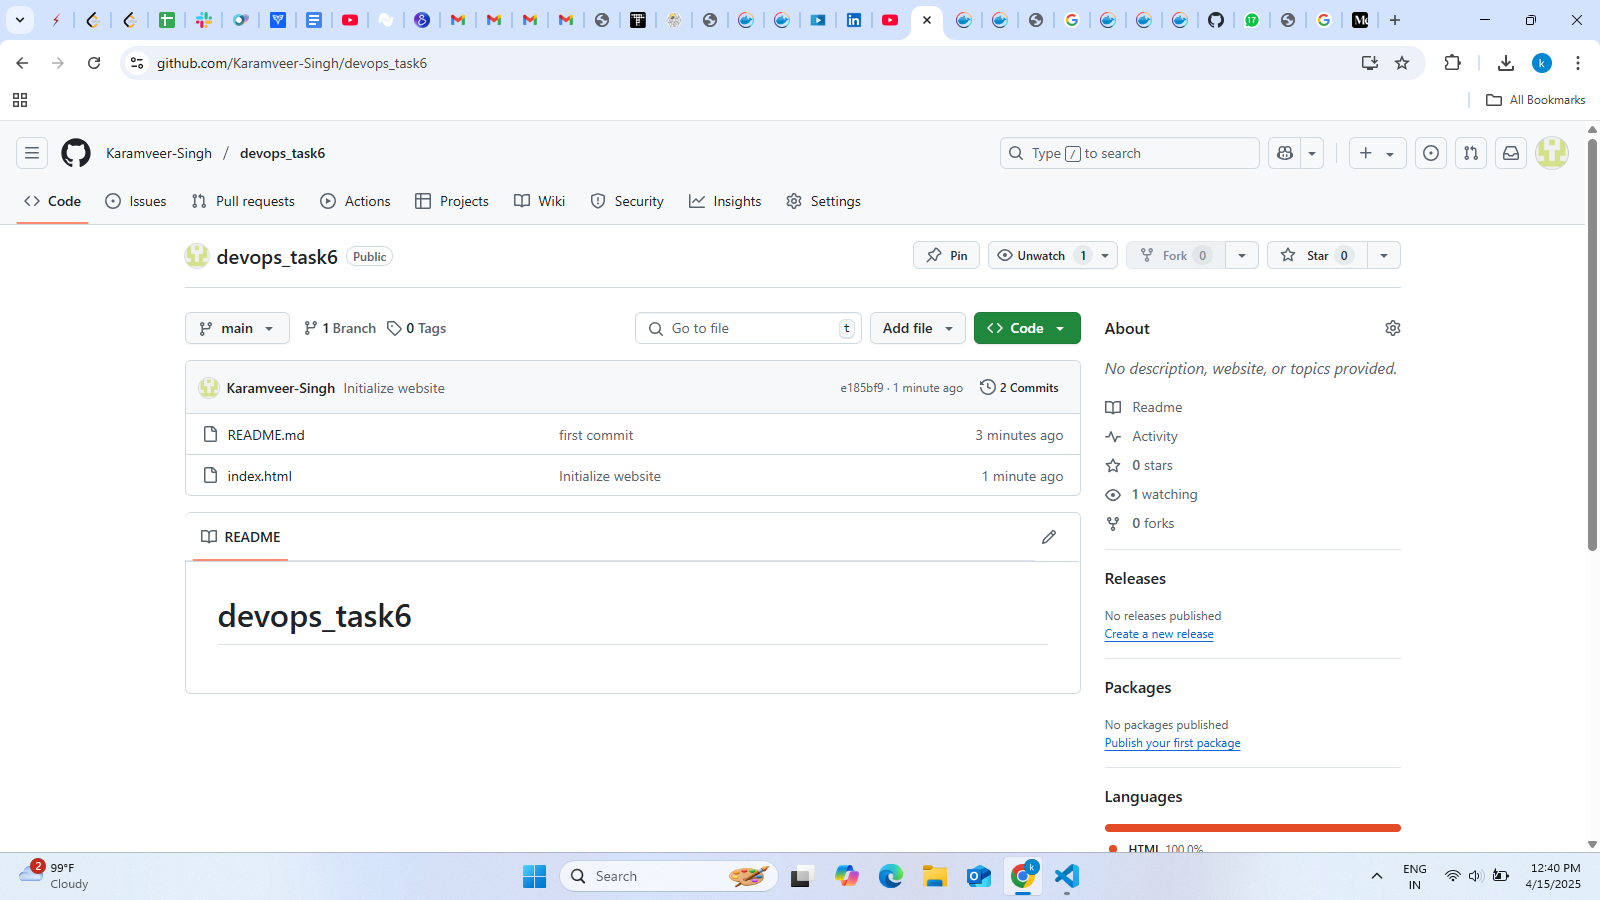 github.com/Karamveer-Singh/devops_task6
All Bookmarks
Karamveer-Singh / devops_task6
Type / to search
Code Issues Pull requests Actions Projects Wiki Security Insights Settings
devops_task6 Public
Pin Unwatch 1 Fork 0 Star 0
main 1 Branch 0 Tags Go to file t Add file Code
Karamveer-Singh Initialize website e185bf9 · 1 minute ago 2 Commits
README.md first commit 3 minutes ago
index.html Initialize website 1 minute ago
README
devops_task6
About
No description, website, or topics provided.
Readme
Activity
0 stars
1 watching
0 forks
Releases
No releases published
Create a new release
Packages
No packages published
Publish your first package
Languages
HTML 100.0%
2
99°F
Cloudy
Search
k
ENG
IN
12:40 PM
4/15/2025